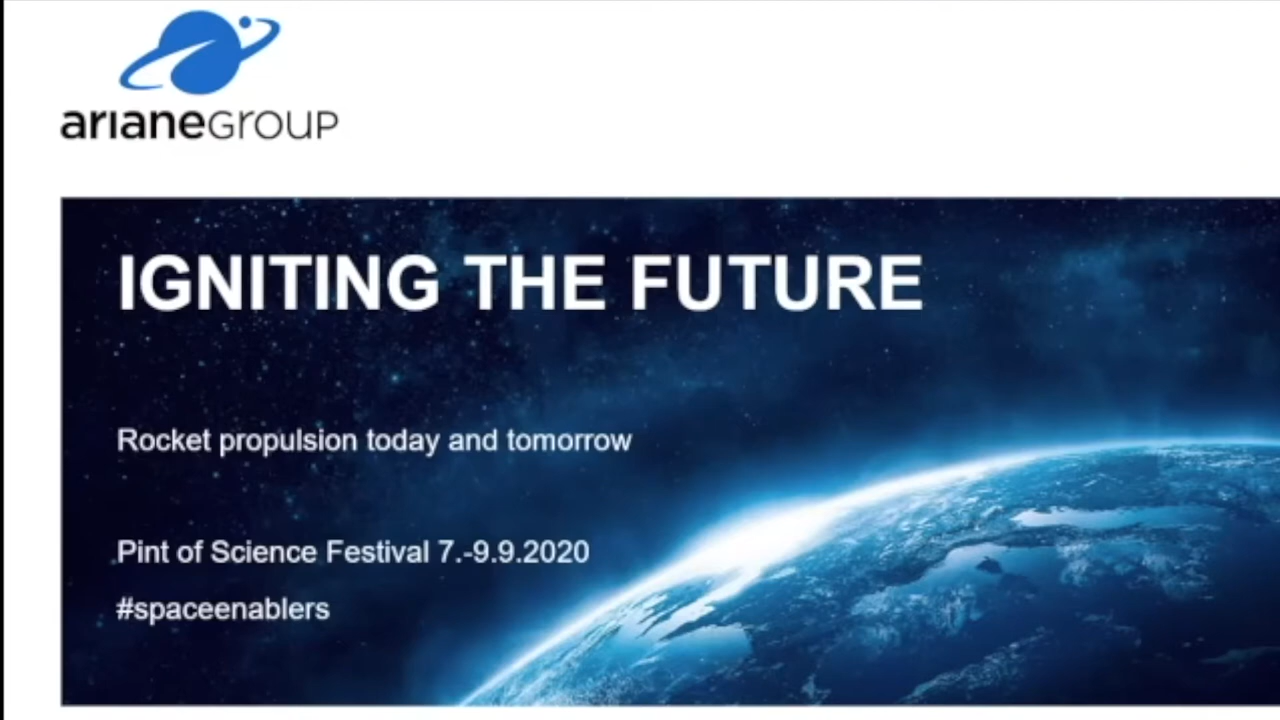 arianeGROUP
IGNITING THE FUTURE
Rocket propulsion today and tomorrow
Pint of Science Festival 7.-9.9.2020
#spaceenablers